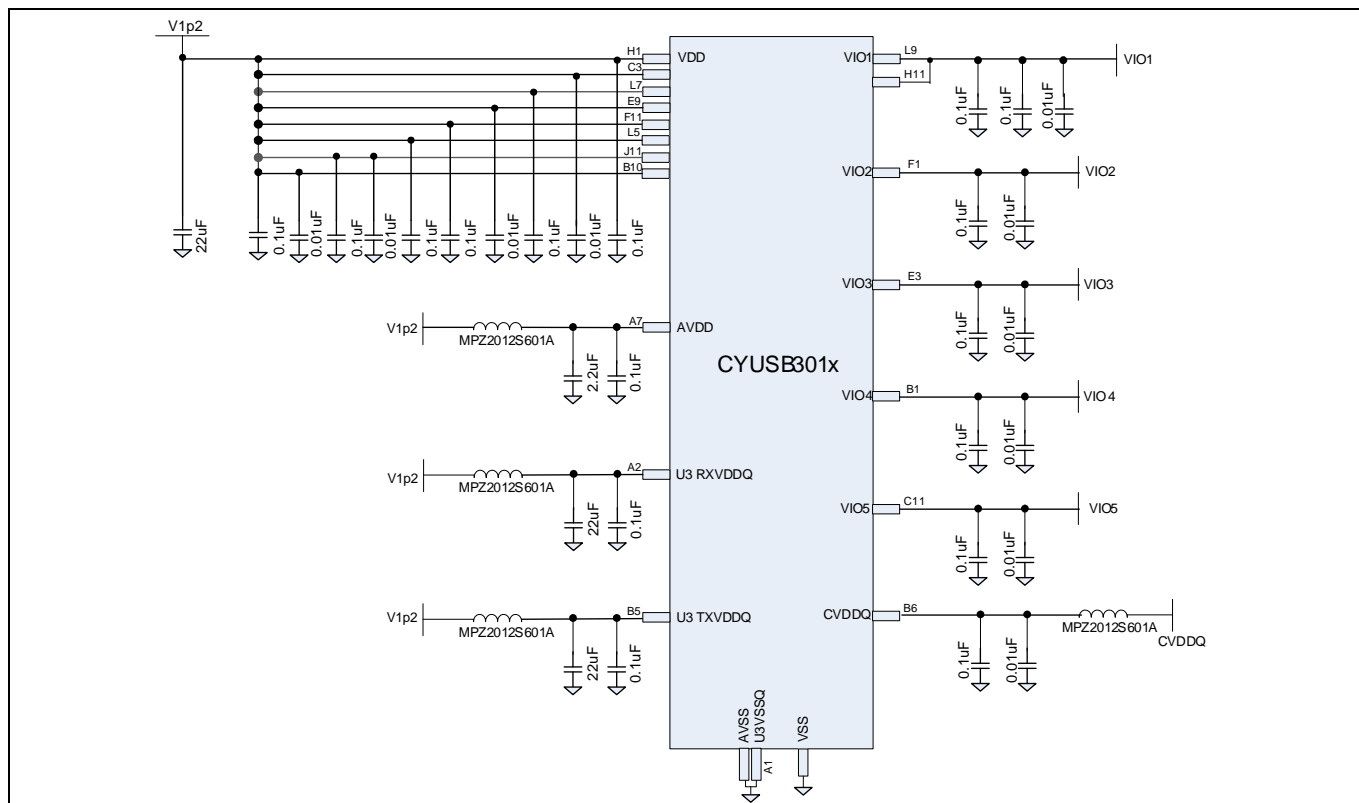 V1p2
H1
VDD
C3
L7
E9
F11
L5
J11
B10
22uF
0.1uF
0.01uF
0.1uF
0.01uF
0.1uF
0.1uF
0.01uF
0.1uF
0.01uF
0.1uF
VIO1
L9
H11
VIO1
0.1uF
0.1uF
0.01uF
VIO2
F1
VIO2
0.1uF
0.01uF
V1p2
MPZ2012S601A
A7
AVDD
2.2uF
0.1uF
VIO3
E3
VIO3
0.1uF
0.01uF
CYUSB301x
VIO4
B1
VIO4
0.1uF
0.01uF
V1p2
MPZ2012S601A
A2
U3 RXVDDQ
22uF
0.1uF
VIO5
C11
VIO5
0.1uF
0.01uF
V1p2
MPZ2012S601A
B5
U3 TXVDDQ
22uF
0.1uF
CVDDQ
B6
MPZ2012S601A
CVDDQ
0.1uF
0.01uF
AVSS
U3VSSQ
VSS
A1